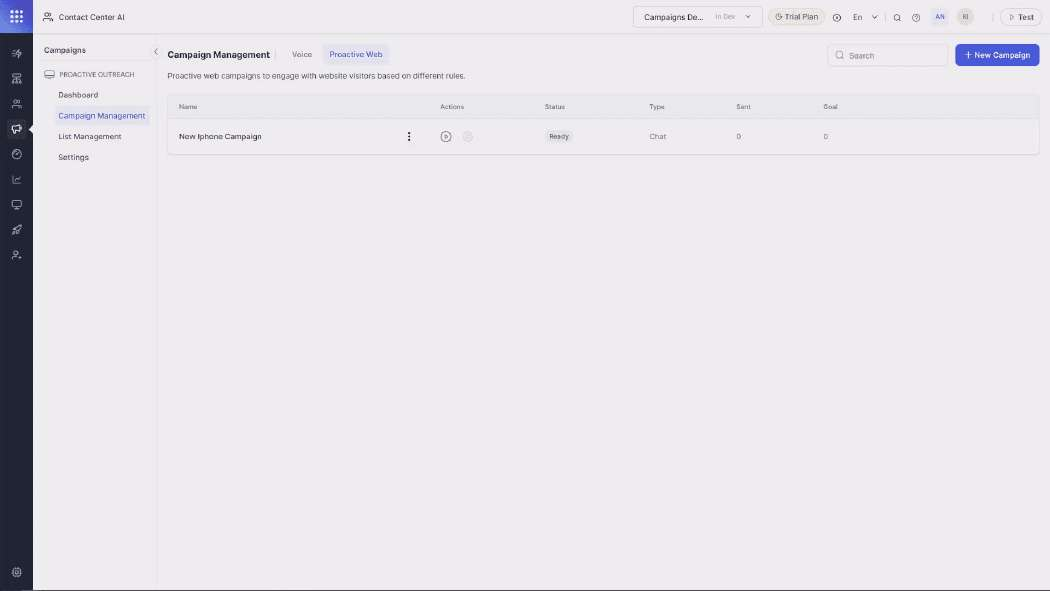 Contact Center AI
Campaigns De...
In Dev
Trial Plan
En
AN
Test
Campaigns
PROACTIVE OUTREACH
Dashboard
Campaign Management
List Management
Settings
Campaign Management
Voice
Proactive Web
Search
+ New Campaign
Proactive web campaigns to engage with website visitors based on different rules.
Name Actions Status Type Sent Goal
New Iphone Campaign Ready Chat 0 0